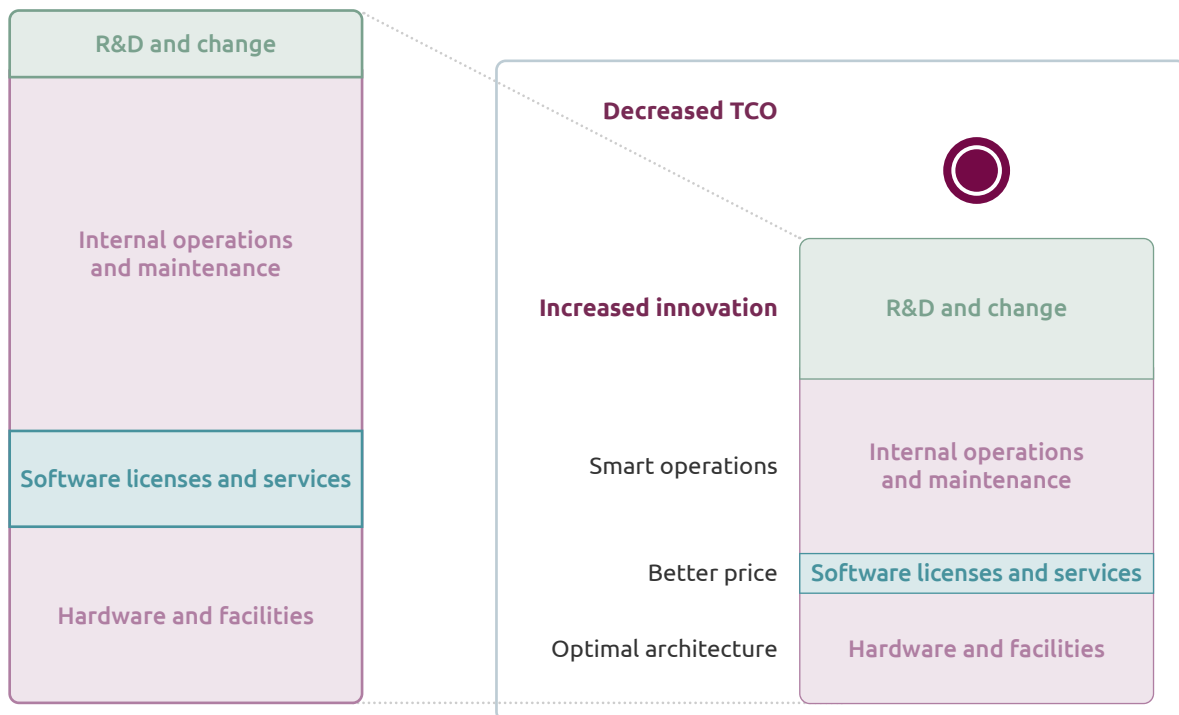 R&D and change
Internal operations
and maintenance
Software licenses and services
Hardware and facilities
Decreased TCO
Increased innovation
R&D and change
Smart operations
Internal operations
and maintenance
Better price
Software licenses and services
Optimal architecture
Hardware and facilities